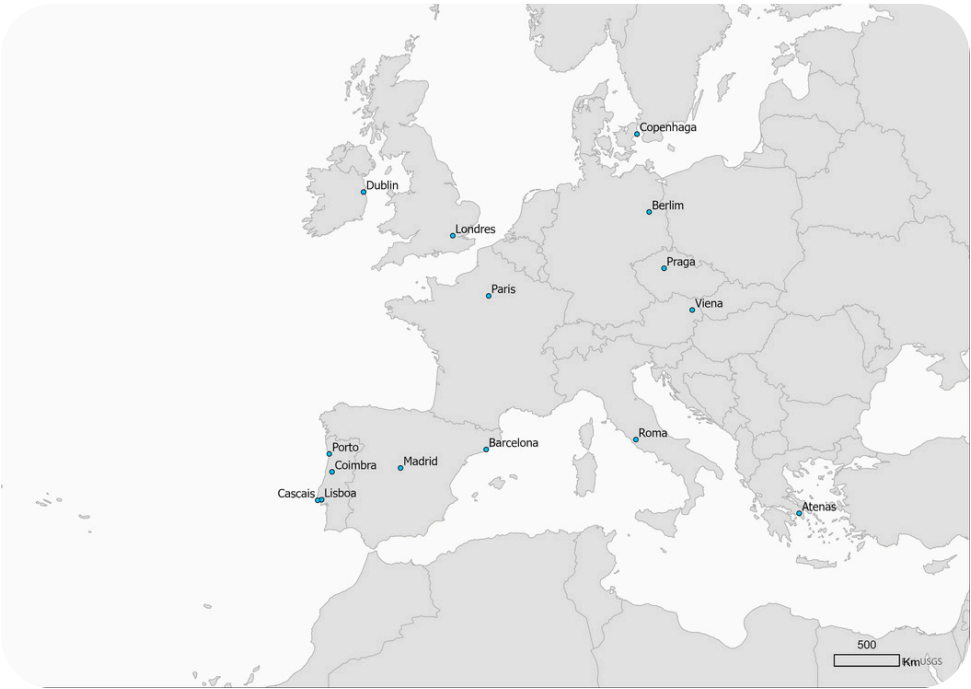 Copenhaga
Dublin
Berlim
Londres
Praga
Paris
Viena
Roma
Barcelona
Porto
Madrid
Coimbra
Cascais
Lisboa
Atenas
500
Km
USGS